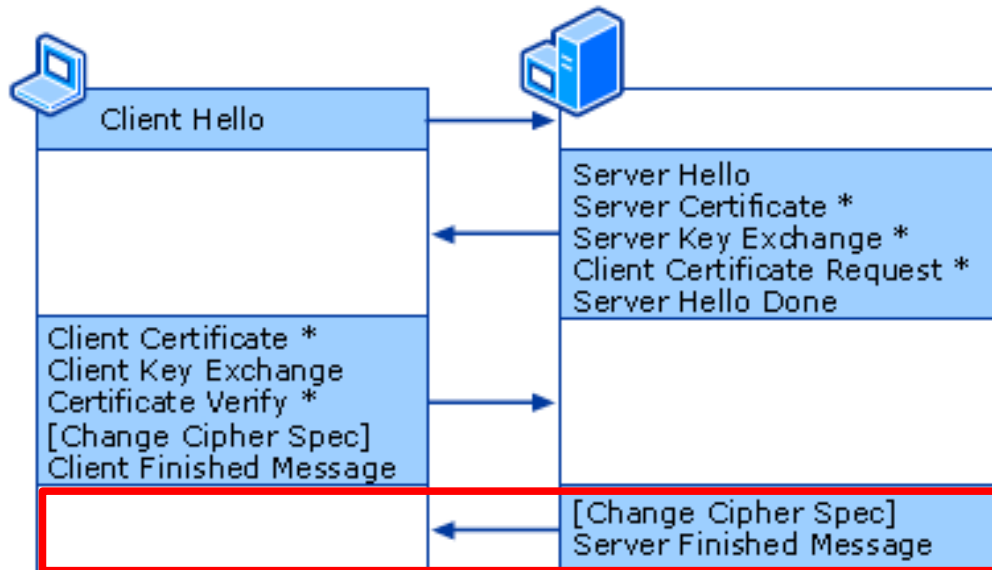 Client Hello
Server Hello
Server Certificate *
Server Key Exchange *
Client Certificate Request *
Server Hello Done
Client Certificate *
Client Key Exchange
Certificate Verify *
[Change Cipher Spec]
Client Finished Message
[Change Cipher Spec]
Server Finished Message